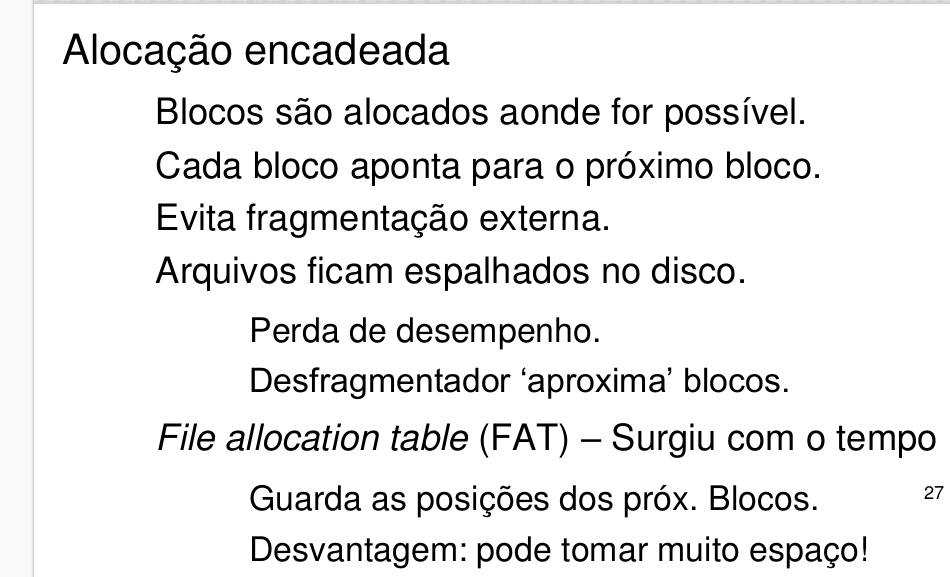 Alocação encadeada
Blocos são alocados aonde for possível.
Cada bloco aponta para o próximo bloco.
Evita fragmentação externa.
Arquivos ficam espalhados no disco.
Perda de desempenho.
Desfragmentador ‘aproxima’ blocos.
File allocation table (FAT) – Surgiu com o tempo
Guarda as posições dos próx. Blocos.
27
Desvantagem: pode tomar muito espaço!